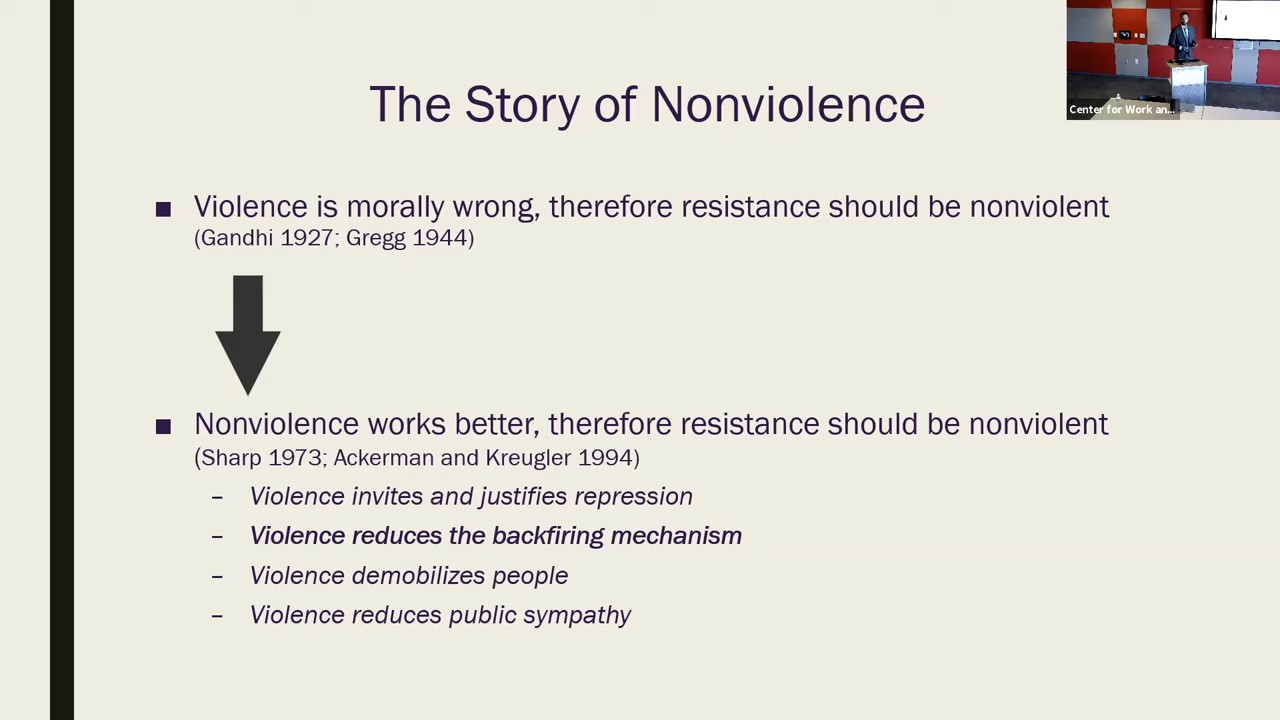 The Story of Nonviolence
Center for Work an...
■ Violence is morally wrong, therefore resistance should be nonviolent
(Gandhi 1927; Gregg 1944)
■ Nonviolence works better, therefore resistance should be nonviolent
(Sharp 1973; Ackerman and Kreugler 1994)
– Violence invites and justifies repression
– Violence reduces the backfiring mechanism
– Violence demobilizes people
– Violence reduces public sympathy